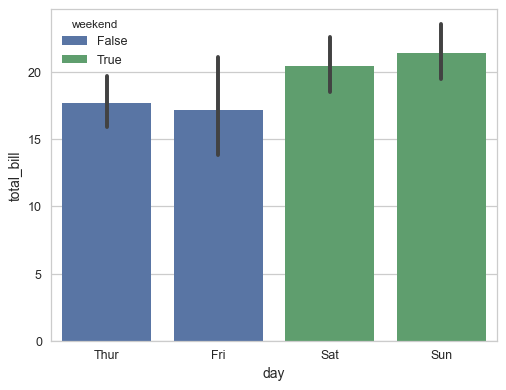 weekend
False
True
20
15
10
5
0
total_bill
Thur Fri Sat Sun
day